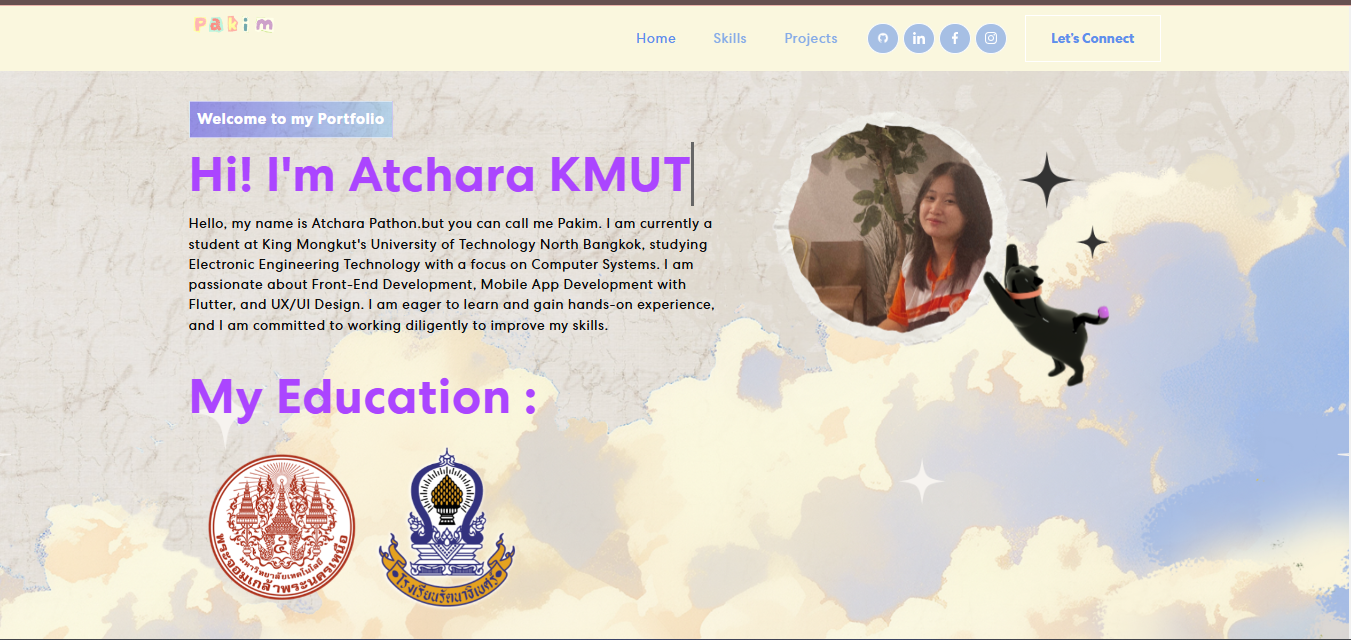 Pakim
Home Skills Projects Let's Connect
Welcome to my Portfolio
Hi! I'm Atchara KMUT
Hello, my name is Atchara Pathon.but you can call me Pakim. I am currently a
student at King Mongkut's University of Technology North Bangkok, studying
Electronic Engineering Technology with a focus on Computer Systems. I am
passionate about Front-End Development, Mobile App Development with
Flutter, and UX/UI Design. I am eager to learn and gain hands-on experience,
and I am committed to working diligently to improve my skills.
My Education :
มหาวิทยาลัยเทคโนโลยี
พระจอมเกล้าพระนครเหนือ
โรงเรียนรัตนาธิเบศร์